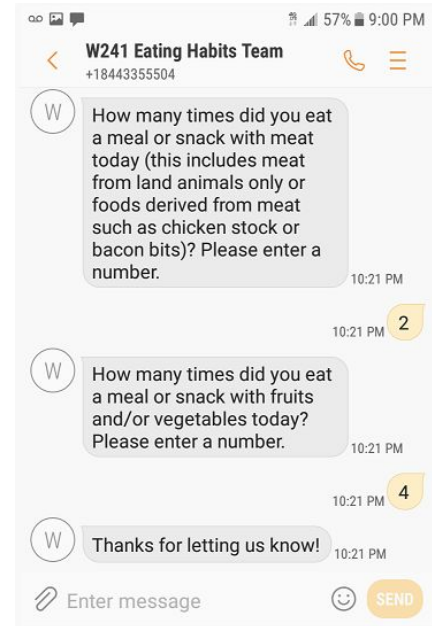 57% 9:00 PM
W241 Eating Habits Team
+18443355504
W
How many times did you eat
a meal or snack with meat
today (this includes meat
from land animals only or
foods derived from meat
such as chicken stock or
bacon bits)? Please enter a
number.
10:21 PM
10:21 PM 2
W
How many times did you eat
a meal or snack with fruits
and/or vegetables today?
Please enter a number.
10:21 PM
10:21 PM 4
W
Thanks for letting us know! 10:21 PM
Enter message SEND